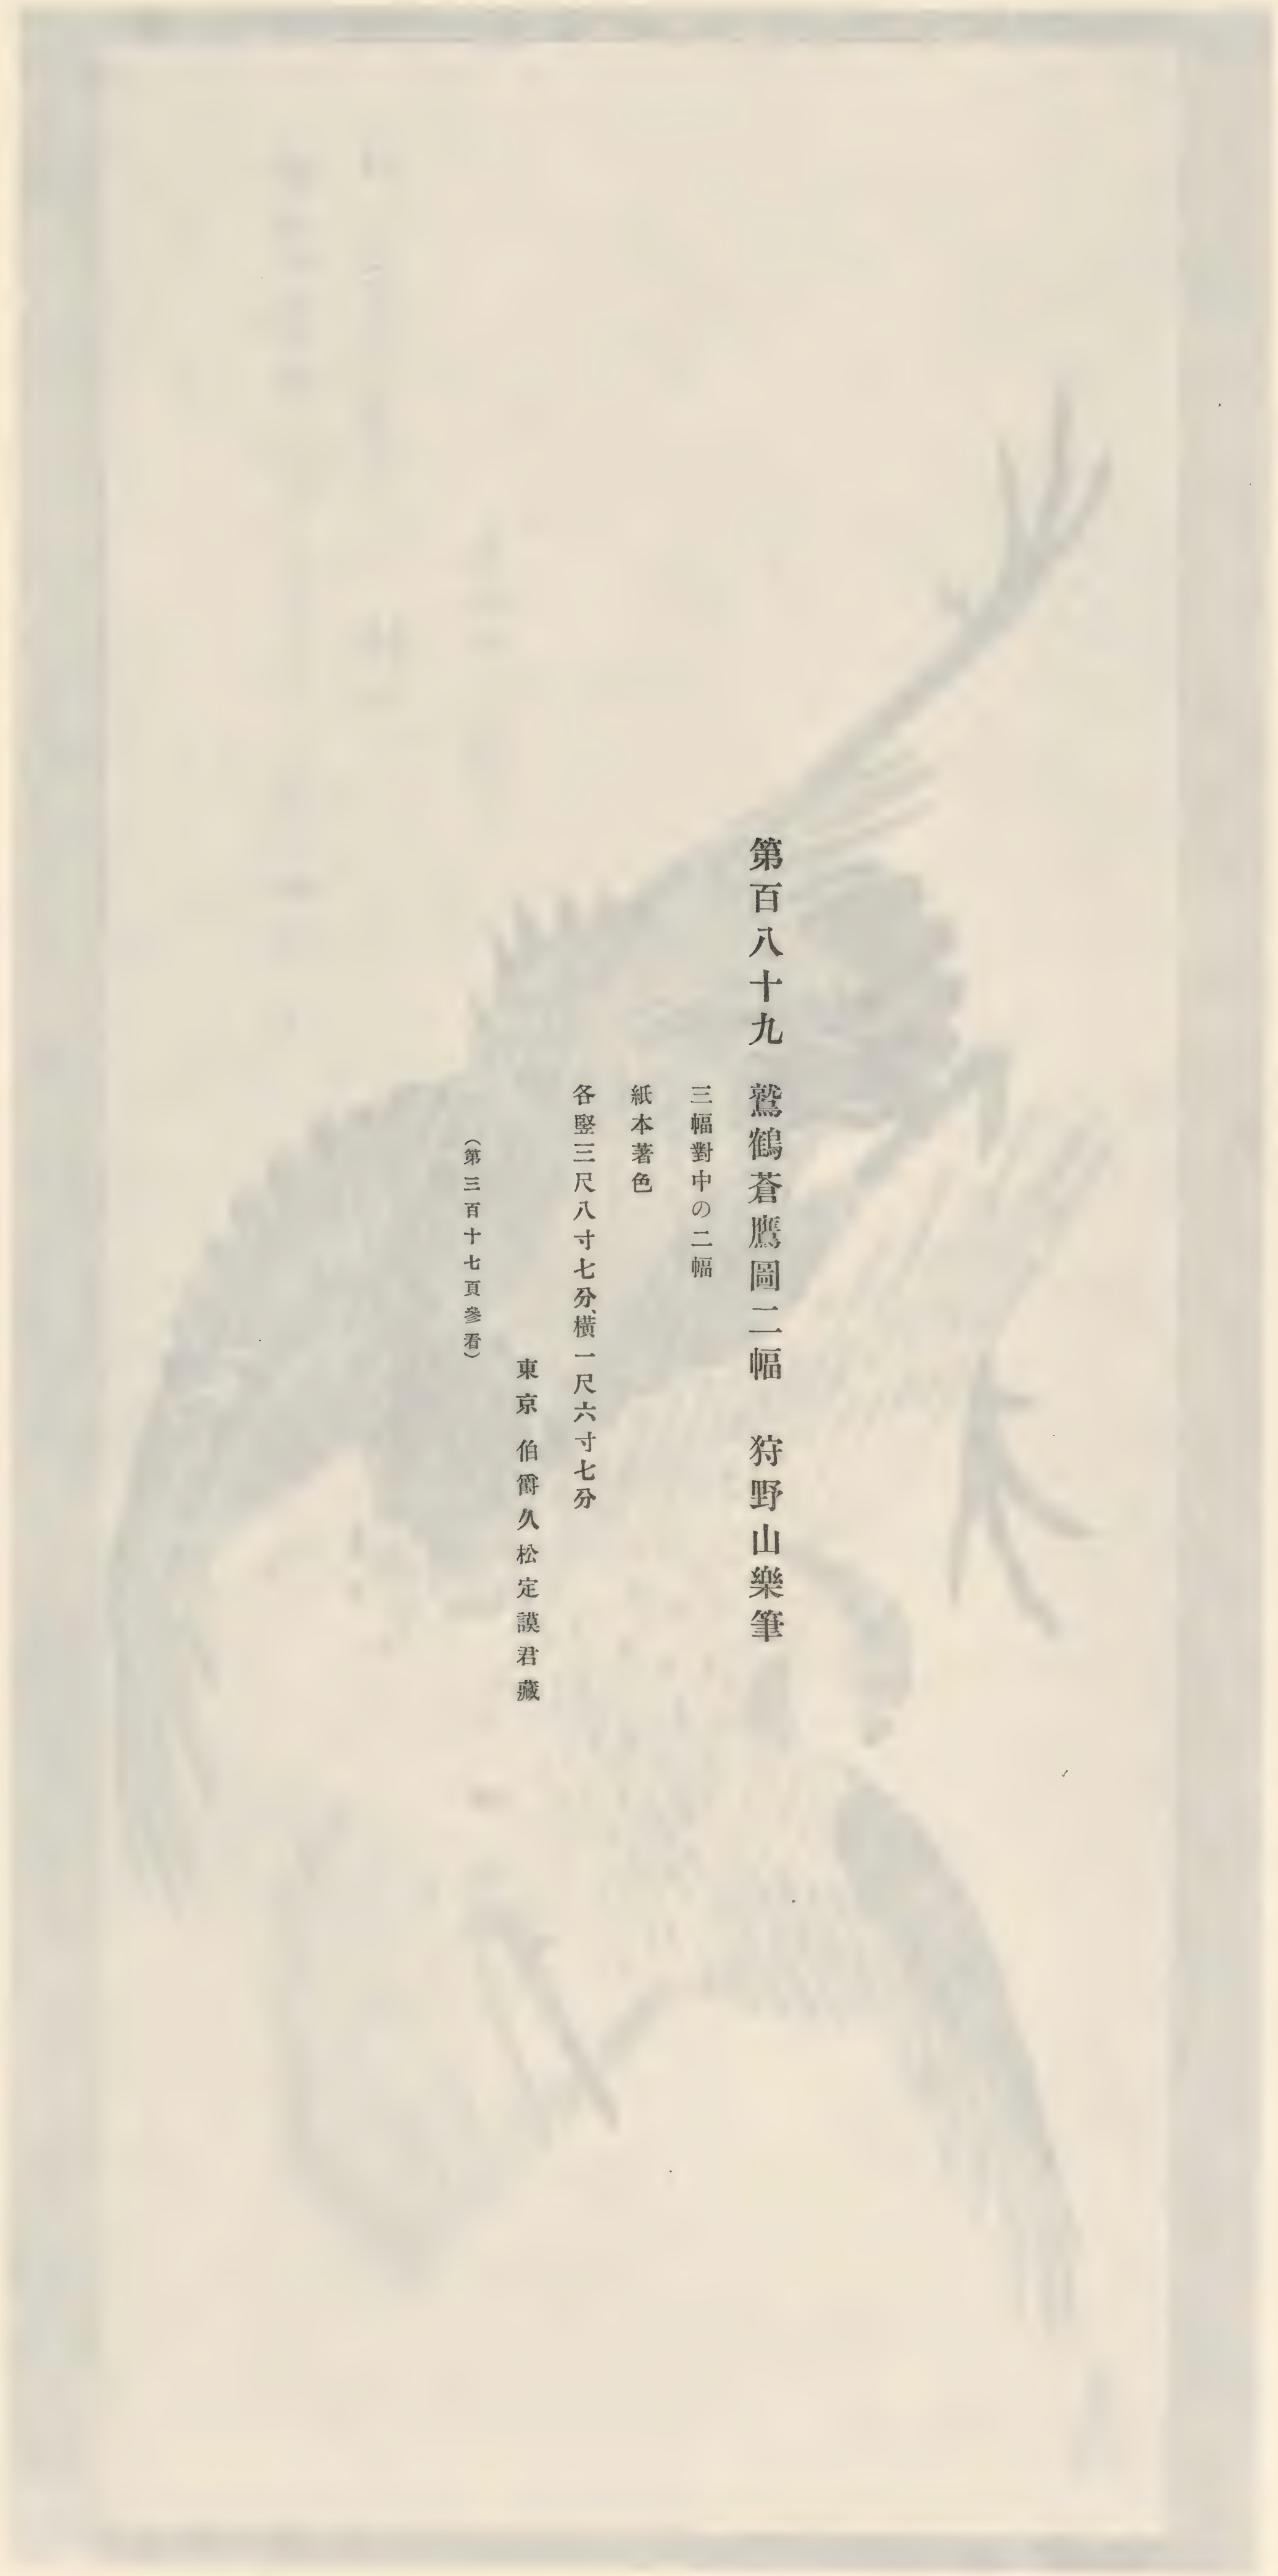 第百八十九　鷲鶴蒼鷹圖二幅　狩野山樂筆
三幅對中の二幅
紙本著色
各竪三尺八寸七分、横一尺六寸七分
東京　伯爵久松定謨君藏
（第三百十七頁參看）